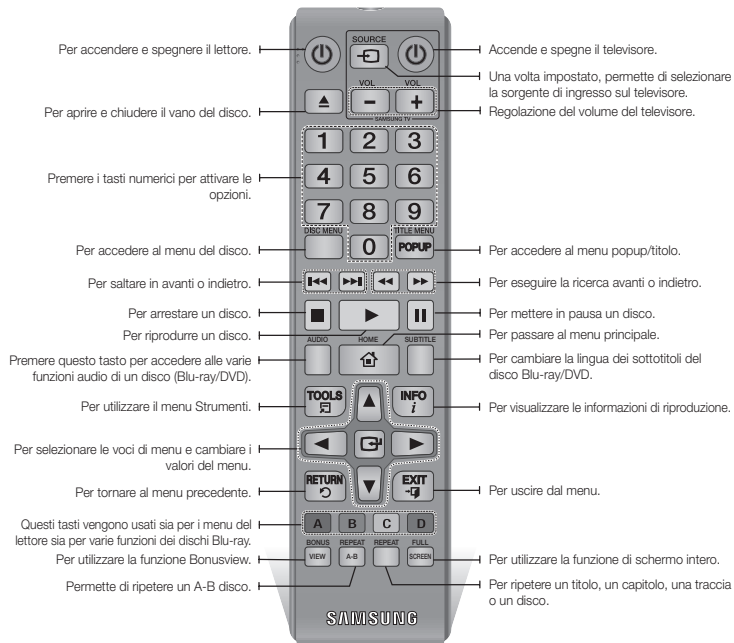 Per accendere e spegnere il lettore.
SOURCE
Accende e spegne il televisore.
Una volta impostato, permette di selezionare
la sorgente di ingresso sul televisore.
Per aprire e chiudere il vano del disco.
VOL
VOL
Regolazione del volume del televisore.
SAMSUNG TV
1 2 3
Premere i tasti numerici per attivare le
opzioni.
4 5 6
7 8 9
DISC MENU
0
TITLE MENU
POPUP
Per accedere al menu del disco.
Per accedere al menu popup/titolo.
Per saltare in avanti o indietro.
Per eseguire la ricerca avanti o indietro.
Per arrestare un disco.
Per mettere in pausa un disco.
Per riprodurre un disco.
Per passare al menu principale.
AUDIO
HOME
SUBTITLE
Premere questo tasto per accedere alle varie
funzioni audio di un disco (Blu-ray/DVD).
Per cambiare la lingua dei sottotitoli del
disco Blu-ray/DVD.
TOOLS
INFO
i
Per utilizzare il menu Strumenti.
Per visualizzare le informazioni di riproduzione.
Per selezionare le voci di menu e cambiare i
valori del menu.
RETURN
EXIT
Per tornare al menu precedente.
Per uscire dal menu.
Questi tasti vengono usati sia per i menu del
lettore sia per varie funzioni dei dischi Blu-ray.
A B C D
BONUS
VIEW
REPEAT
A-B
REPEAT
FULL
SCREEN
Per utilizzare la funzione Bonusview.
Per utilizzare la funzione di schermo intero.
Permette di ripetere un A-B disco.
Per ripetere un titolo, un capitolo, una traccia
o un disco.
SAMSUNG